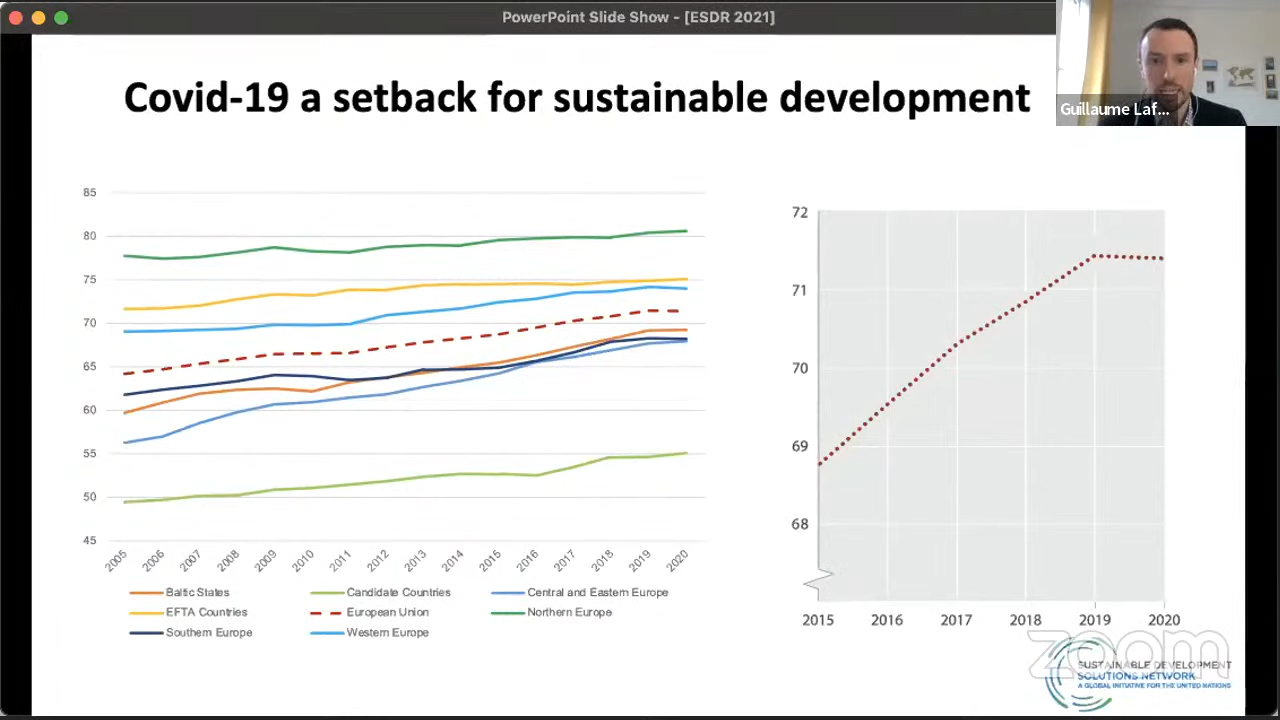 PowerPoint Slide Show - [ESDR 2021]
Guillaume Laf...
Covid-19 a setback for sustainable development
85
80
75
70
65
60
55
50
45
2005 2006 2007 2008 2009 2010 2011 2012 2013 2014 2015 2016 2017 2018 2019 2020
Baltic States Candidate Countries Central and Eastern Europe
EFTA Countries European Union Northern Europe
Southern Europe Western Europe
72
71
70
69
68
2015 2016 2017 2018 2019 2020
zoom
SUSTAINABLE DEVELOPMENT
SOLUTIONS NETWORK
A GLOBAL INITIATIVE FOR THE UNITED NATIONS